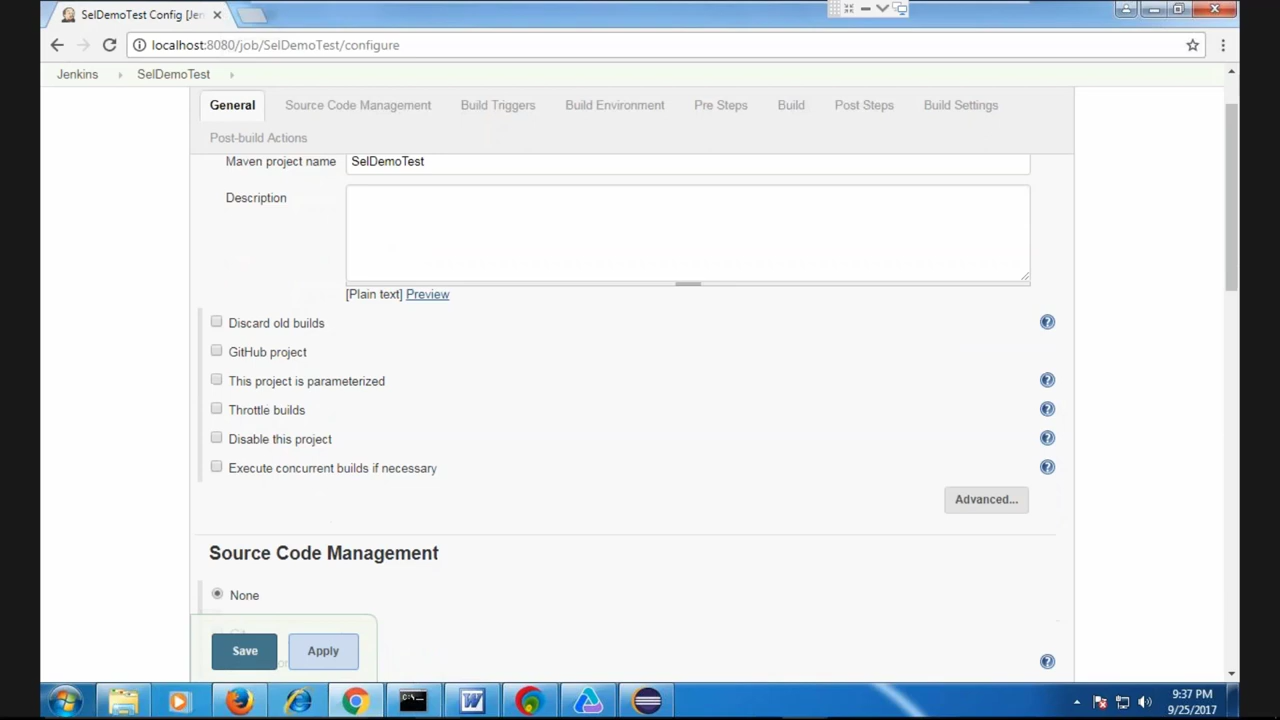 SelDemoTest Config [Jen
localhost:8080/job/SelDemoTest/configure
Jenkins SelDemoTest
General Source Code Management Build Triggers Build Environment Pre Steps Build Post Steps Build Settings
Post-build Actions
Maven project name SelDemoTest
Description
[Plain text] Preview
Discard old builds
GitHub project
This project is parameterized
Throttle builds
Disable this project
Execute concurrent builds if necessary
Advanced...
Source Code Management
None
Save Apply
9:37 PM
9/25/2017